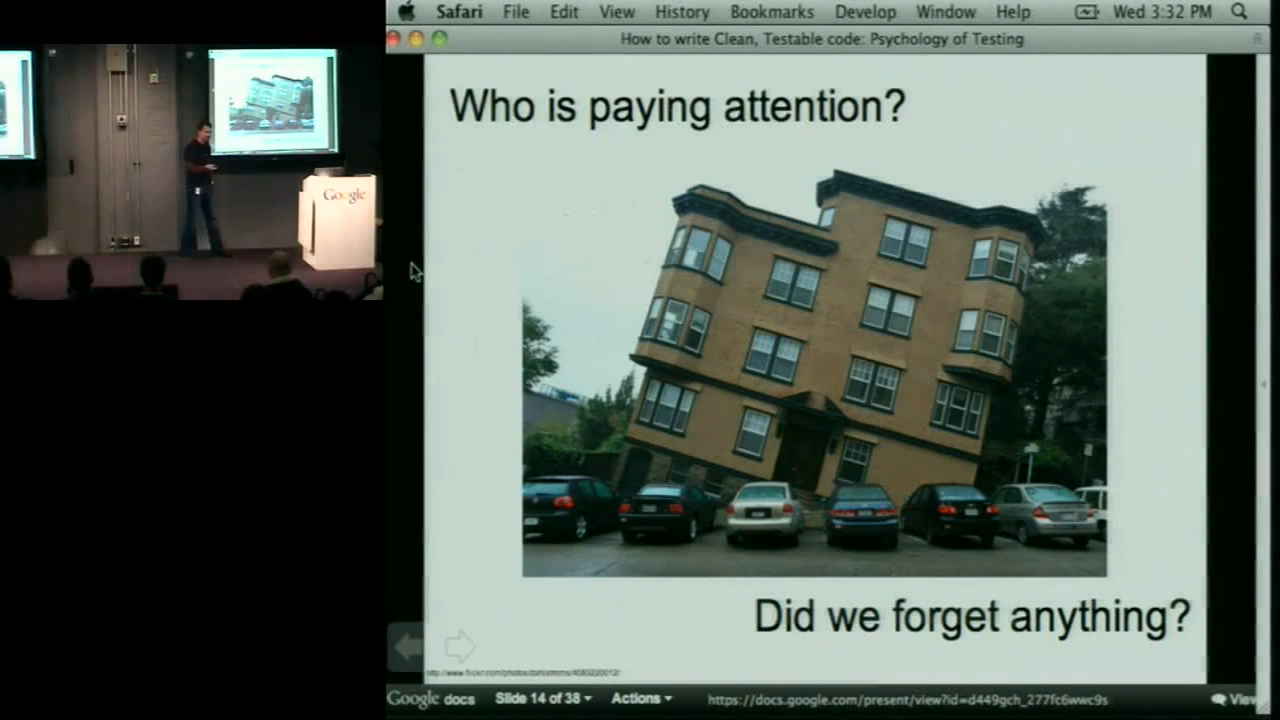 Safari File Edit View History Bookmarks Develop Window Help Wed 3:32 PM
How to write Clean, Testable code: Psychology of Testing
Who is paying attention?
Google
Did we forget anything?
Google docs Slide 14 of 38 Actions https://docs.google.com/present/view?id=d449gch_277fc6wwc9s View